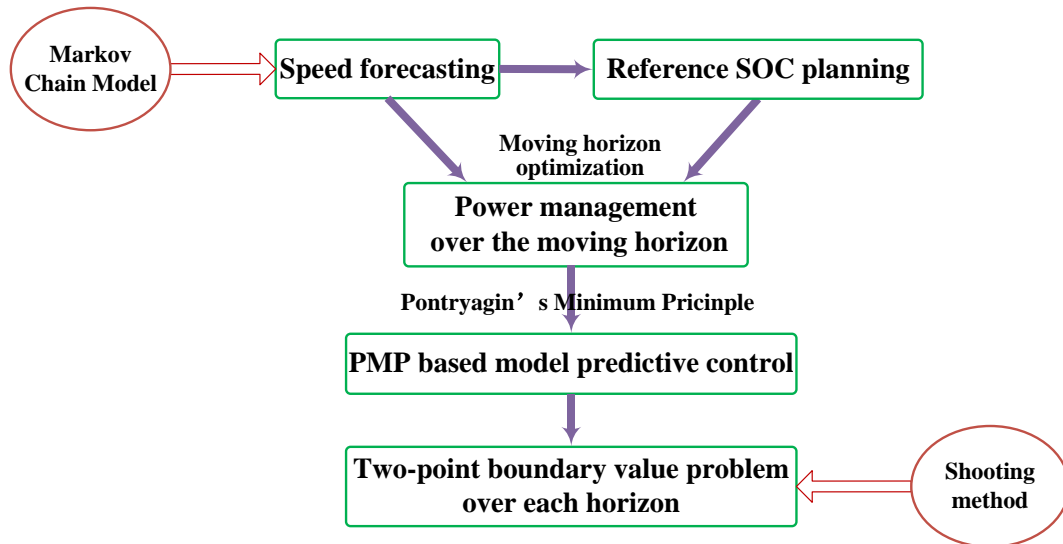 Markov
Chain Model
Speed forecasting
Reference SOC planning
Moving horizon
optimization
Power management
over the moving horizon
Pontryagin’s Minimum Pricinple
PMP based model predictive control
Two-point boundary value problem
over each horizon
Shooting
method